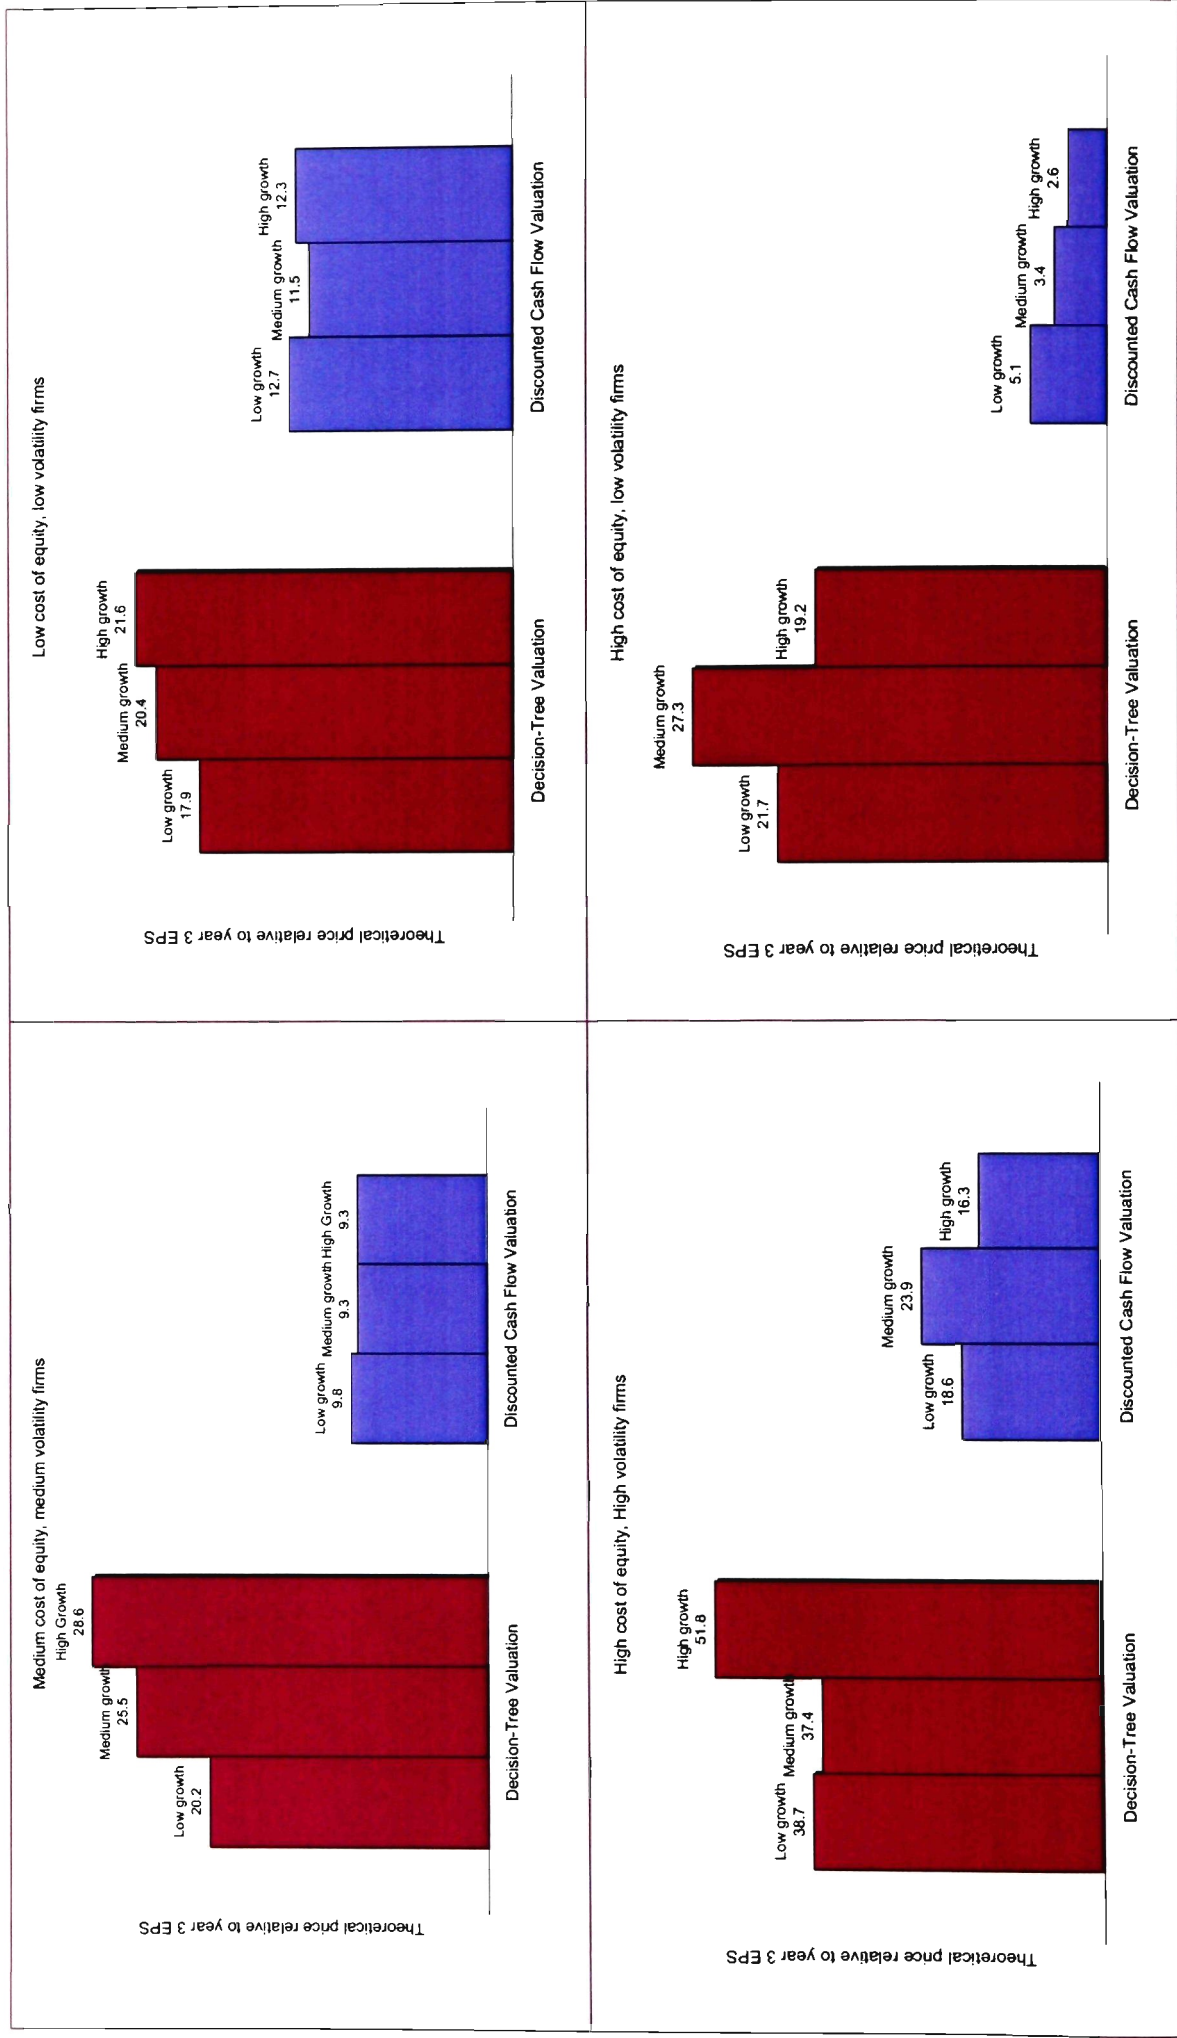 Medium cost of equity, medium volatility firms
Theoretical price relative to year 3 EPS
Low growth
20.2
Medium growth
25.5
High Growth
28.6
Decision-Tree Valuation
Low growth
9.8
Medium growth
9.3
High Growth
9.3
Discounted Cash Flow Valuation
Low cost of equity, low volatility firms
Theoretical price relative to year 3 EPS
Low growth
17.9
Medium growth
20.4
High growth
21.6
Decision-Tree Valuation
Low growth
12.7
Medium growth
11.5
High growth
12.3
Discounted Cash Flow Valuation
High cost of equity, High volatility firms
Theoretical price relative to year 3 EPS
Low growth
38.7
Medium growth
37.4
High growth
51.8
Decision-Tree Valuation
Low growth
18.6
Medium growth
23.9
High growth
16.3
Discounted Cash Flow Valuation
High cost of equity, low volatility firms
Theoretical price relative to year 3 EPS
Low growth
21.7
Medium growth
27.3
High growth
19.2
Decision-Tree Valuation
Low growth
5.1
Medium growth
3.4
High growth
2.6
Discounted Cash Flow Valuation